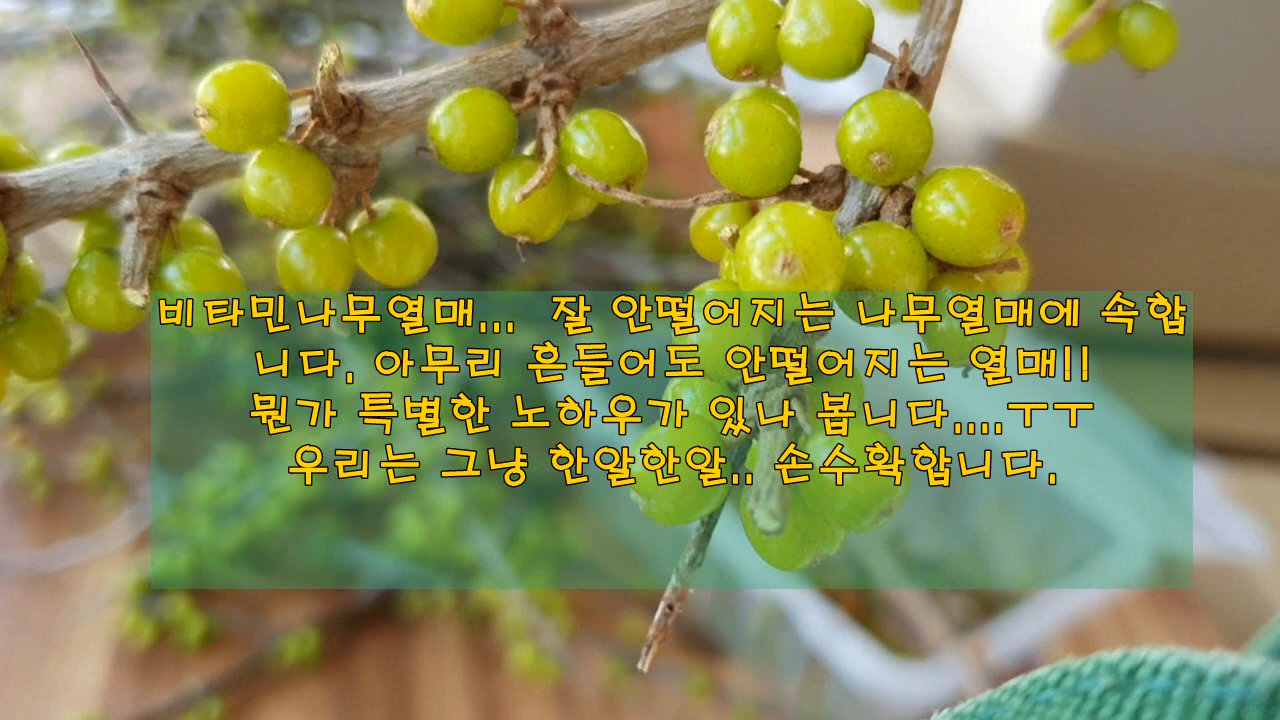 비타민나무열매... 잘 안떨어지는 나무열매에 속합
니다. 아무리 흔들어도 안떨어지는 열매||
뭔가 특별한 노하우가 있나 봅니다....ㅜㅜ
우리는 그냥 한알한알.. 손수확합니다.